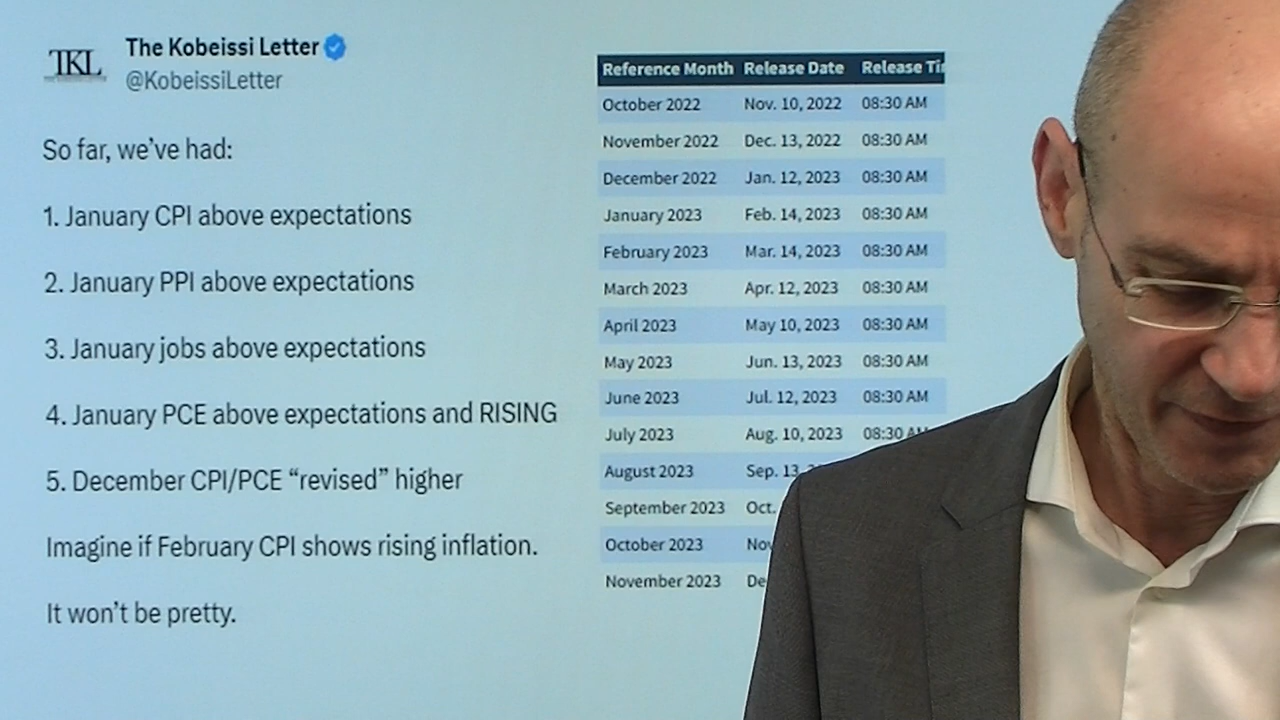 TKL
The Kobeissi Letter
@KobeissiLetter
So far, we've had:
1. January CPI above expectations
2. January PPI above expectations
3. January jobs above expectations
4. January PCE above expectations and RISING
5. December CPI/PCE “revised” higher
Imagine if February CPI shows rising inflation.
It won't be pretty.
Reference Month Release Date Release
October 2022 Nov. 10, 2022 08:30 AM
November 2022 Dec. 13, 2022 08:30 AM
December 2022 Jan. 12, 2023 08:30 AM
January 2023 Feb. 14, 2023 08:30 AM
February 2023 Mar. 14, 2023 08:30 AM
March 2023 Apr. 12, 2023 08:30 AM
April 2023 May 10, 2023 08:30 AM
May 2023 Jun. 13, 2023 08:30 AM
June 2023 Jul. 12, 2023 08:30 AM
July 2023 Aug. 10, 2023 08:30 AM
August 2023 Sep. 13,
September 2023 Oct.
October 2023
November 2023